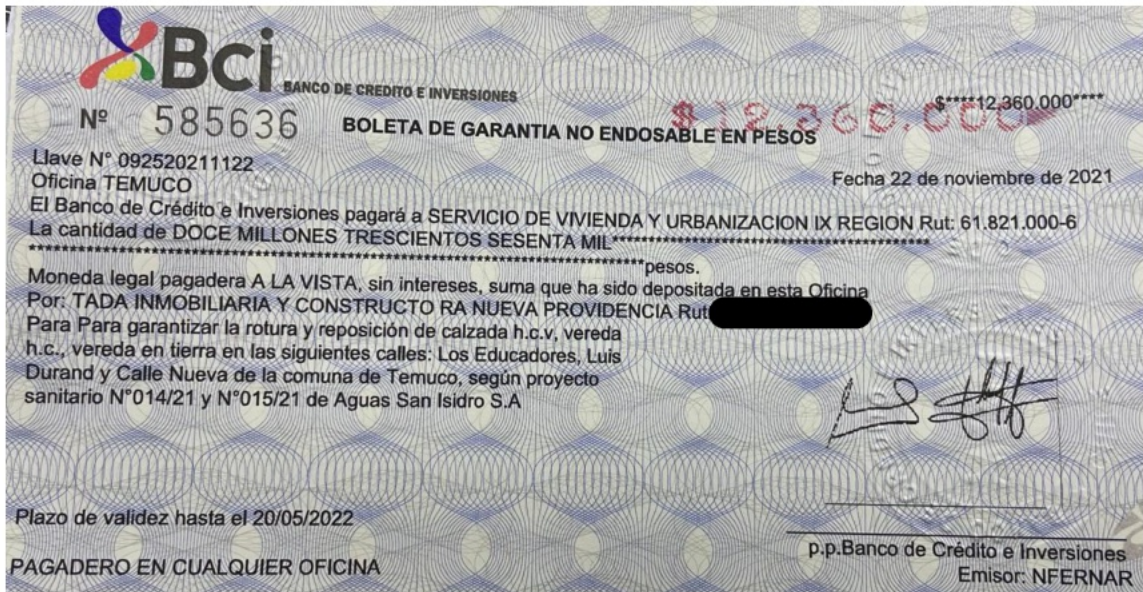 Bci BANCO DE CREDITO E INVERSIONES
$****12,360.000****
Nº 585636
$12.360.000
BOLETA DE GARANTIA NO ENDOSABLE EN PESOS
Llave N° 092520211122
Oficina TEMUCO
Fecha 22 de noviembre de 2021
El Banco de Crédito e Inversiones pagará a SERVICIO DE VIVIENDA Y URBANIZACION IX REGION Rut: 61.821.000-6
La cantidad de DOCE MILLONES TRESCIENTOS SESENTA MIL****************************************
****************************************************************************pesos.
Moneda legal pagadera A LA VISTA, sin intereses, suma que ha sido depositada en esta Oficina
Por: TADA INMOBILIARIA Y CONSTRUCTO RA NUEVA PROVIDENCIA Rut
Para Para garantizar la rotura y reposición de calzada h.c.v, vereda
h.c., vereda en tierra en las siguientes calles: Los Educadores, Luis
Durand y Calle Nueva de la comuna de Temuco, según proyecto
sanitario N°014/21 y N°015/21 de Aguas San Isidro S.A
Plazo de validez hasta el 20/05/2022
PAGADERO EN CUALQUIER OFICINA
p.p.Banco de Crédito e Inversiones
Emisor: NFERNAR